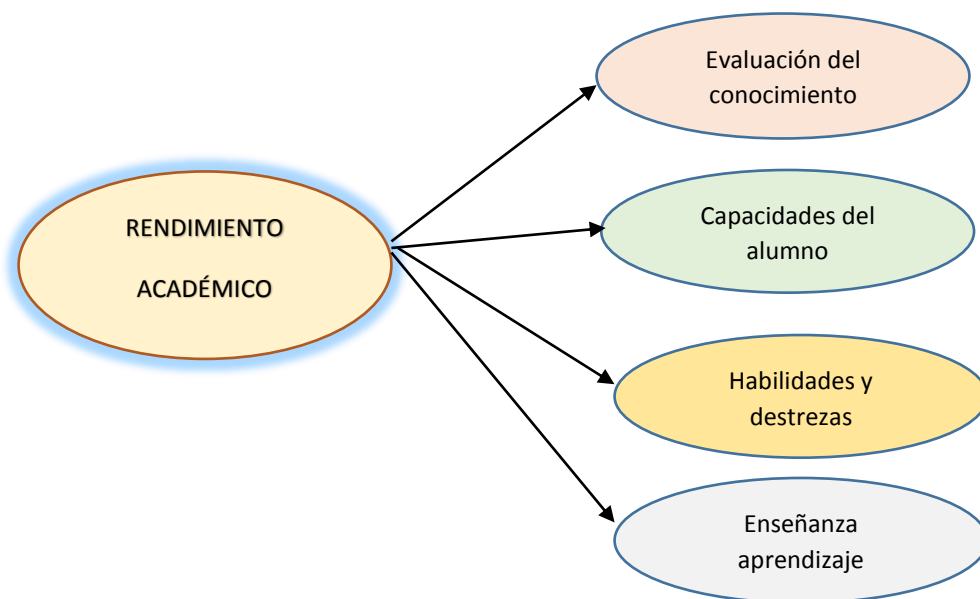 RENDIMIENTO
ACADÉMICO
Evaluación del
conocimiento
Capacidades del
alumno
Habilidades y
destrezas
Enseñanza
aprendizaje